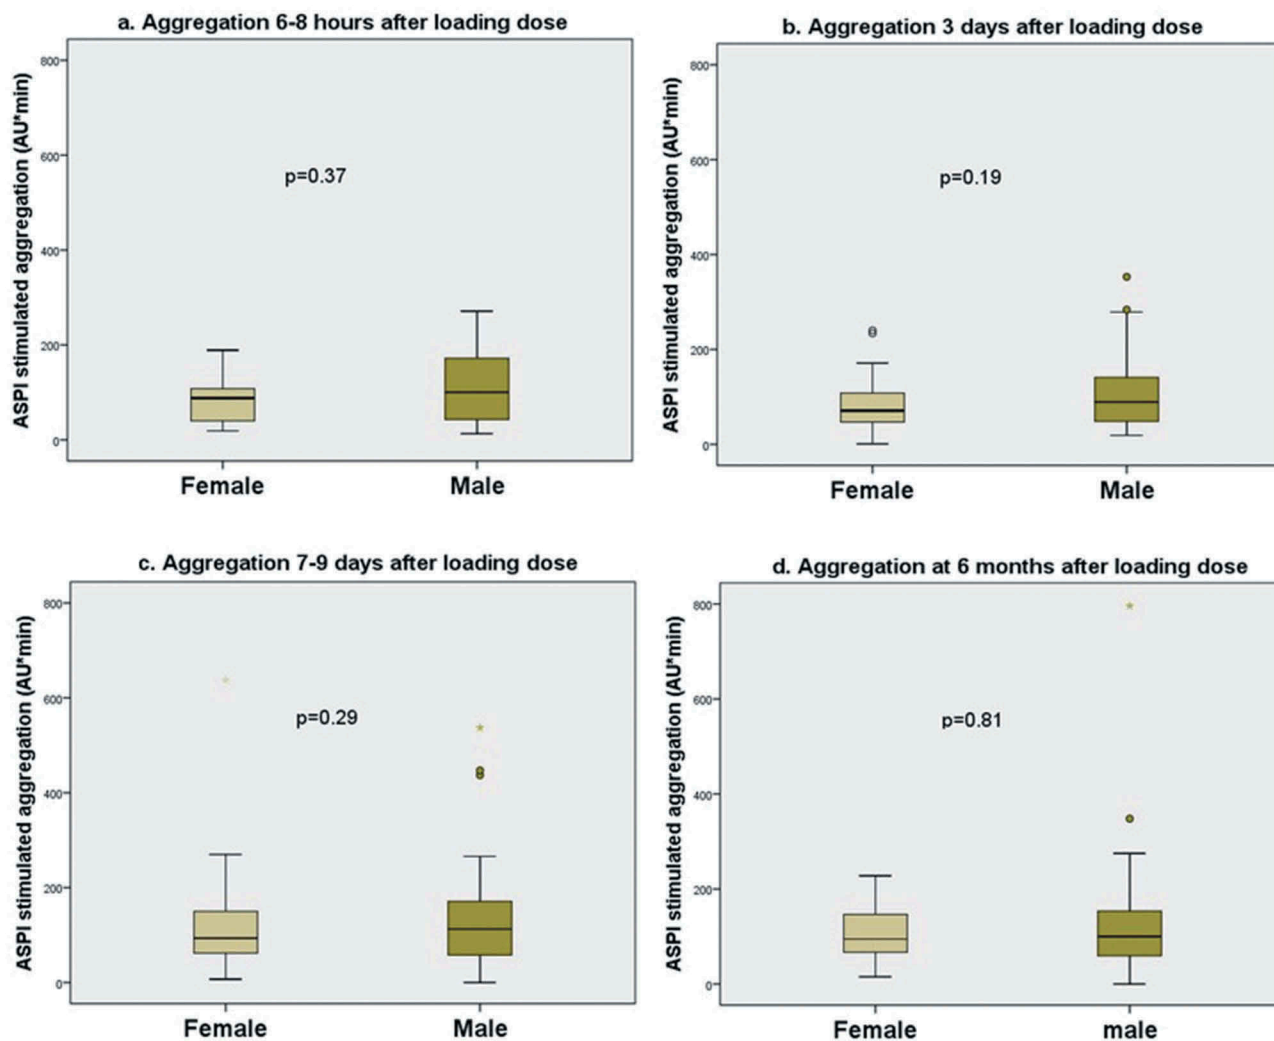 a. Aggregation 6-8 hours after loading dose
ASPI stimulated aggregation (AU*min)
800
600
400
200
0
p=0.37
Female
Male
b. Aggregation 3 days after loading dose
ASPI stimulated aggregation (AU*min)
800
600
400
200
0
p=0.19
Female
Male
c. Aggregation 7-9 days after loading dose
ASPI stimulated aggregation (AU*min)
800
600
400
200
0
p=0.29
Female
Male
d. Aggregation at 6 months after loading dose
ASPI stimulated aggregation (AU*min)
800
600
400
200
0
p=0.81
Female
male